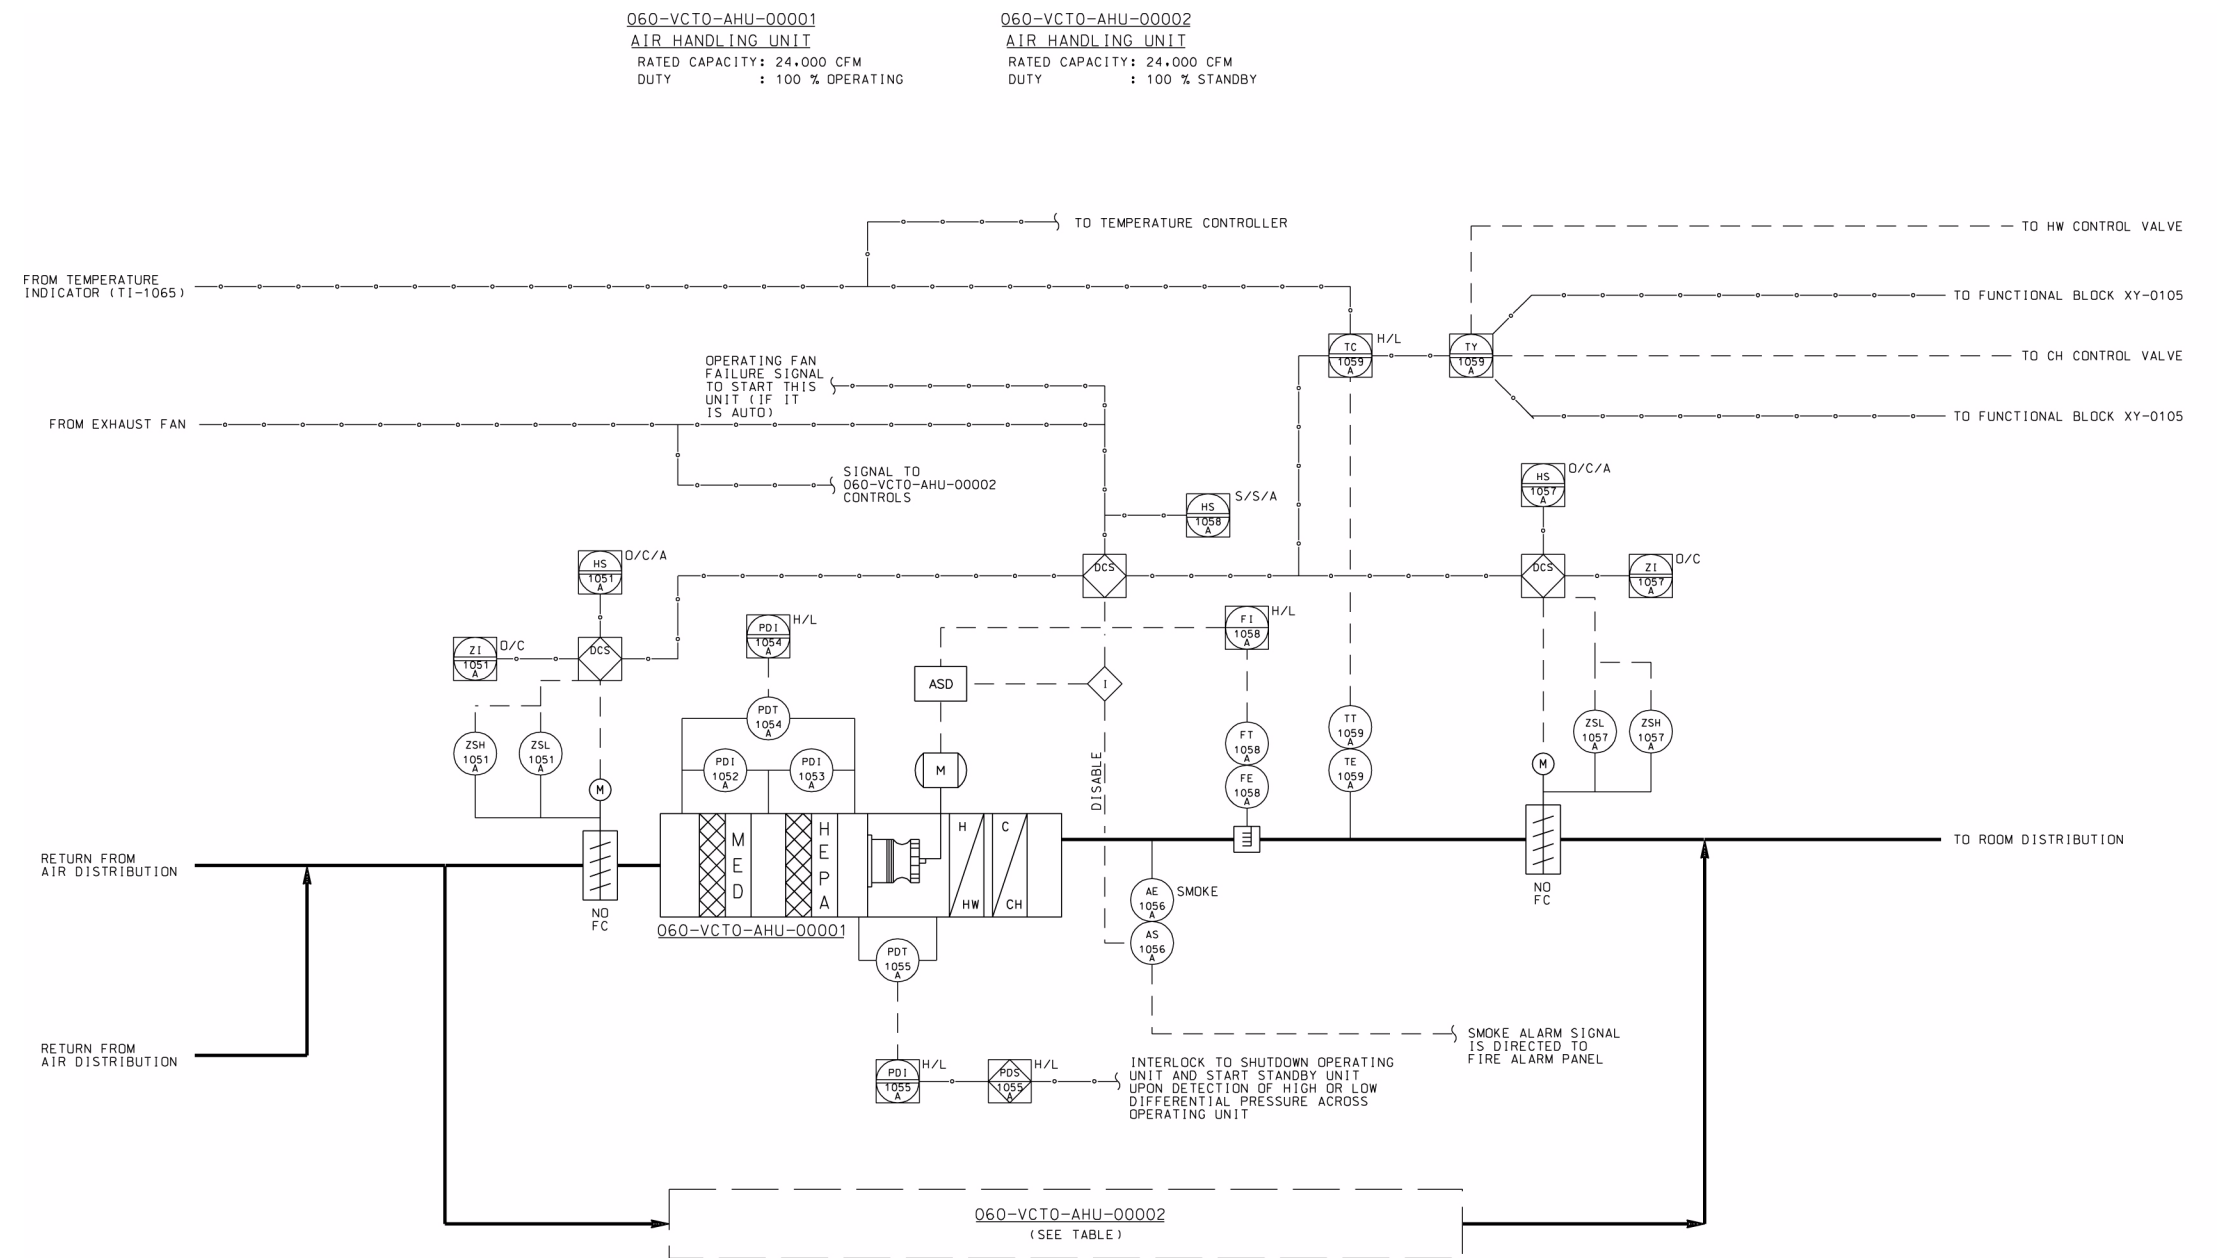 060-VCT0-AHU-00001
AIR HANDLING UNIT
RATED CAPACITY: 24,000 CFM
DUTY : 100 % OPERATING
060-VCT0-AHU-00002
AIR HANDLING UNIT
RATED CAPACITY: 24,000 CFM
DUTY : 100 % STANDBY
TO TEMPERATURE CONTROLLER
TO HW CONTROL VALVE
FROM TEMPERATURE
INDICATOR (TI-1065)
TO FUNCTIONAL BLOCK XY-0105
TC
1059
A
H/L
TY
1059
A
TO CH CONTROL VALVE
OPERATING FAN
FAILURE SIGNAL
TO START THIS
UNIT (IF IT
IS AUTO)
TO FUNCTIONAL BLOCK XY-0105
FROM EXHAUST FAN
SIGNAL TO
060-VCT0-AHU-00002
CONTROLS
HS
1058
A
S/S/A
HS
1057
A
O/C/A
HS
1051
A
O/C/A
DCS
DCS
ZI
1057
A
O/C
ZI
1051
A
O/C
DCS
PDI
1054
A
H/L
FI
1058
A
H/L
ASD
I
PDT
1054
A
ZSH
1051
A
ZSL
1051
A
PDI
1052
A
PDI
1053
A
M
M
DISABLE
FT
1058
A
FE
1058
A
TT
1059
A
TE
1059
A
M
ZSL
1057
A
ZSH
1057
A
MED
HEPA
H
HW
C
CH
RETURN FROM
AIR DISTRIBUTION
TO ROOM DISTRIBUTION
NO
FC
NO
FC
060-VCT0-AHU-00001
AE
1056
A
SMOKE
AS
1056
A
PDT
1055
A
RETURN FROM
AIR DISTRIBUTION
SMOKE ALARM SIGNAL
IS DIRECTED TO
FIRE ALARM PANEL
PDI
1055
A
H/L
PDS
1055
A
H/L
INTERLOCK TO SHUTDOWN OPERATING
UNIT AND START STANDBY UNIT
UPON DETECTION OF HIGH OR LOW
DIFFERENTIAL PRESSURE ACROSS
OPERATING UNIT
060-VCT0-AHU-00002
(SEE TABLE)